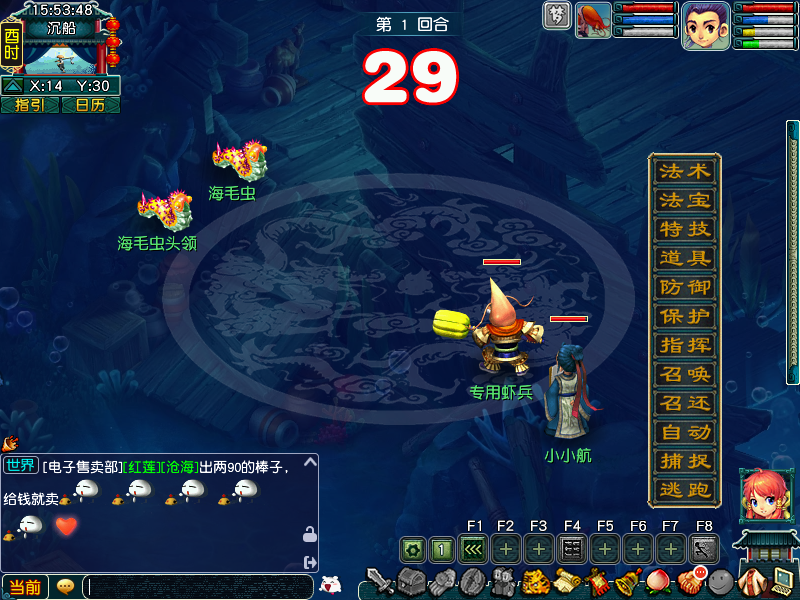 15:53:48
酉时
沉船
X:14 Y:30
指引 日历
第 1 回合
29
梦
海毛虫
海毛虫头领
专用虾兵
小小航
法术
法宝
特技
道具
防御
保护
指挥
召唤
召还
自动
捕捉
逃跑
世界 [电子售卖部][红莲][沧海]出两90的棒子，
给钱就卖
F1 F2 F3 F4 F5 F6 F7 F8
1
当前